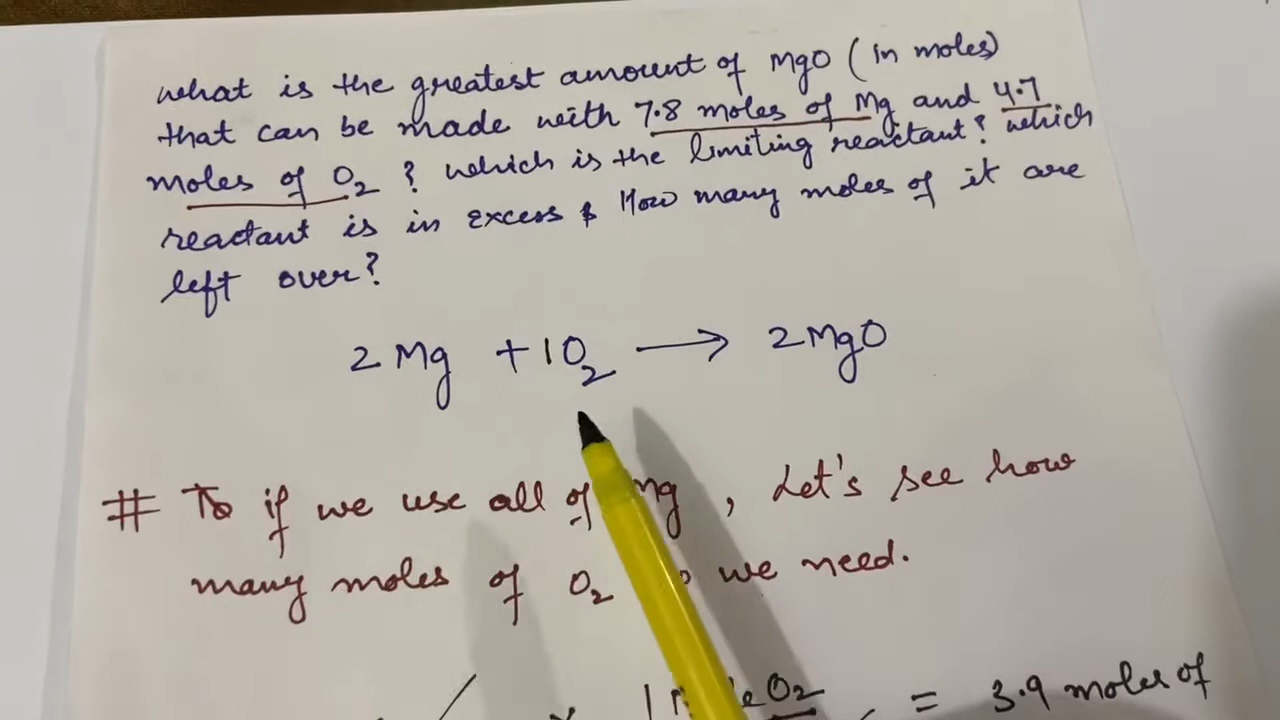 what is the greatest amount of MgO (in moles)
that can be made with 7.8 moles of Mg and 4.7
moles of O₂ ? which is the limiting reactant? which
reactant is in excess & How many moles of it are
left over?
2 Mg + 1O₂ → 2MgO
# if we use all of Mg, Let's see how
many moles of O₂ we need.
x 1 O₂ = 3.9 moles of